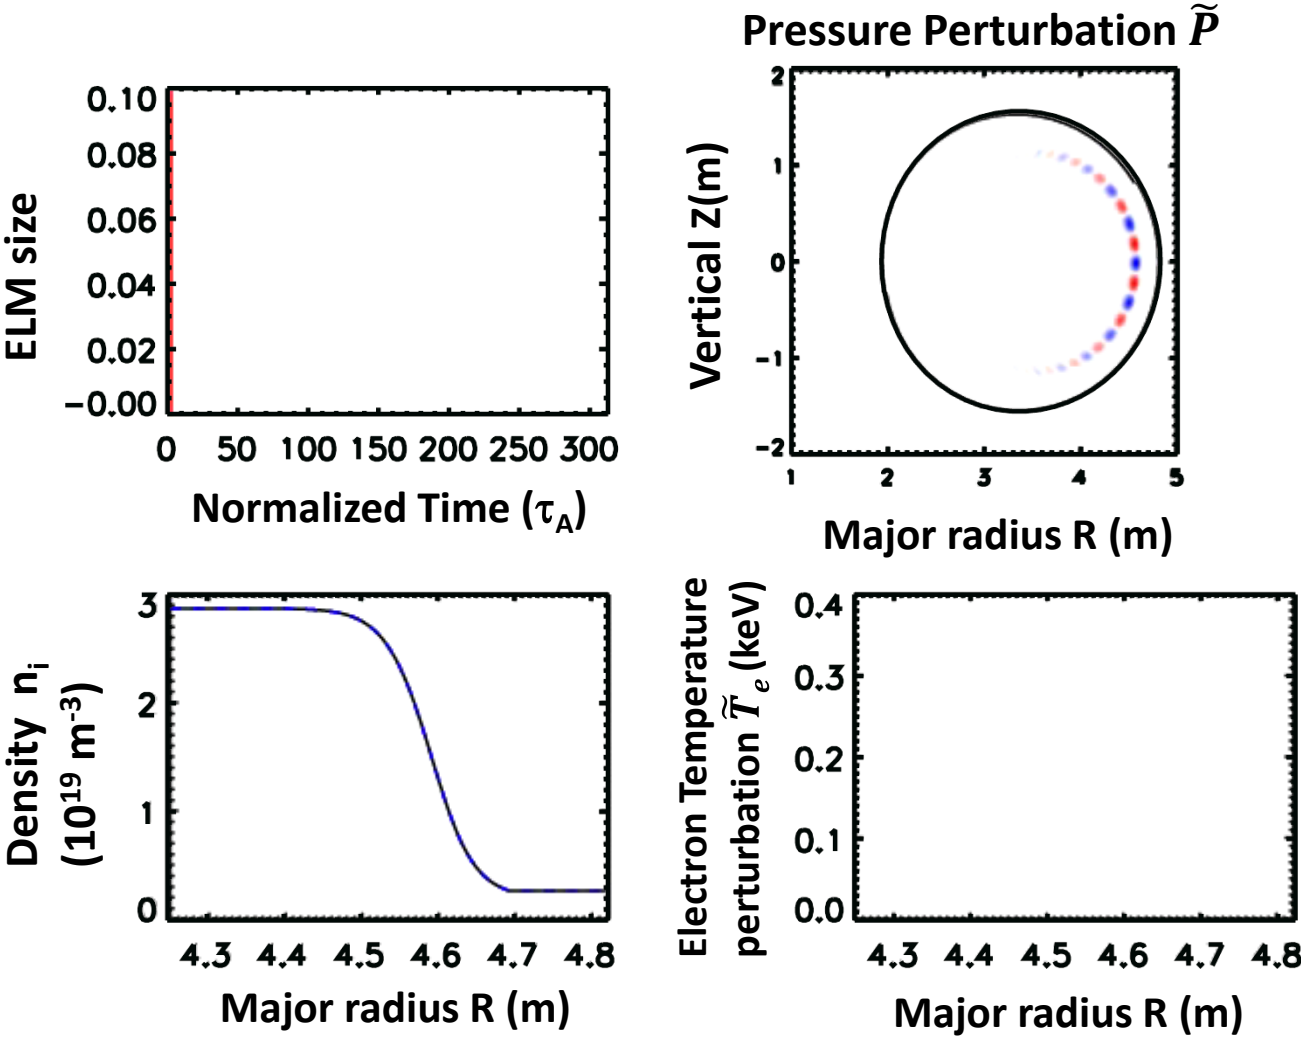 Pressure Perturbation P̃
ELM size
0.10
0.08
0.06
0.04
0.02
−0.00
0 50 100 150 200 250 300
Normalized Time (τA)
Vertical Z(m)
2
1
0
−1
−2
1 2 3 4 5
Major radius R (m)
Density ni
(10¹⁹ m⁻³)
3
2
1
0
4.3 4.4 4.5 4.6 4.7 4.8
Major radius R (m)
Electron Temperature
perturbation T̃e (keV)
0.4
0.3
0.2
0.1
0.0
4.3 4.4 4.5 4.6 4.7 4.8
Major radius R (m)